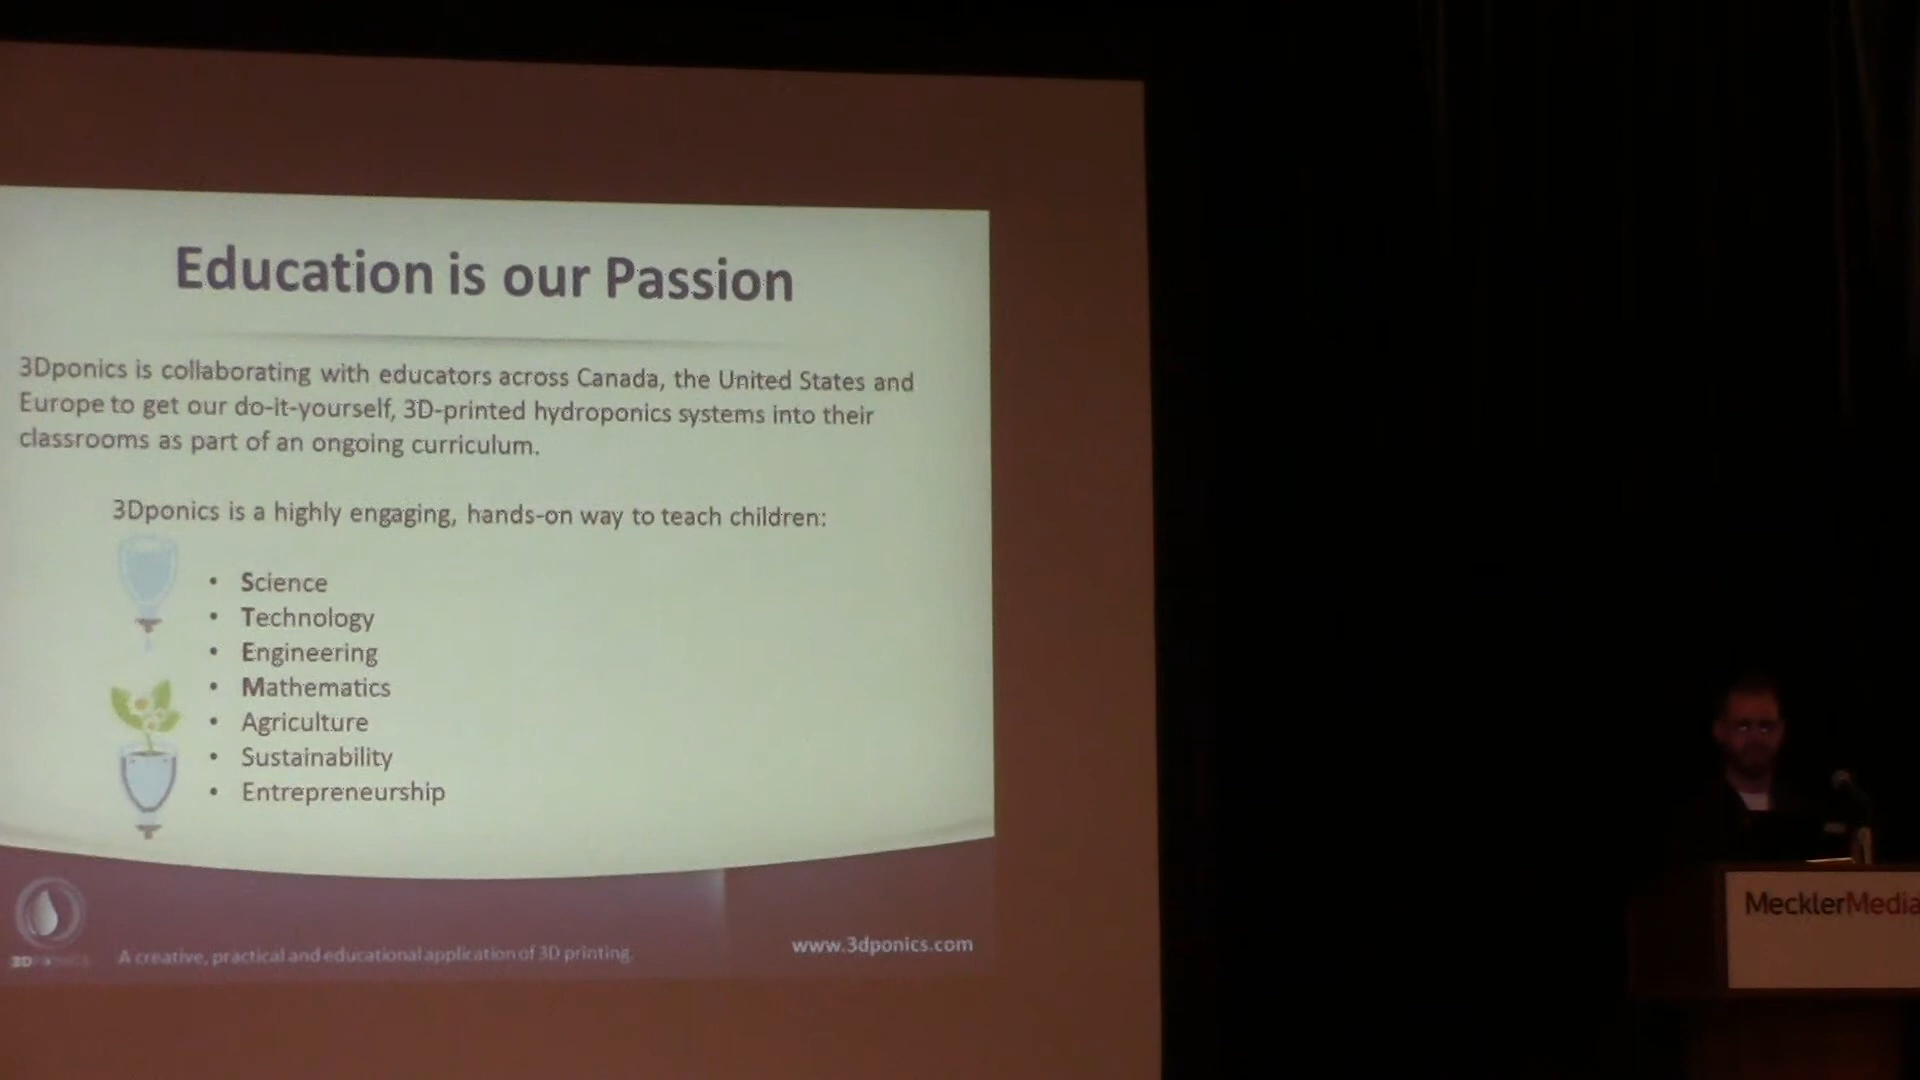 Education is our Passion
3Dponics is collaborating with educators across Canada, the United States and
Europe to get our do-it-yourself, 3D-printed hydroponics systems into their
classrooms as part of an ongoing curriculum.
3Dponics is a highly engaging, hands-on way to teach children:
• Science
• Technology
• Engineering
• Mathematics
• Agriculture
• Sustainability
• Entrepreneurship
3D
A creative, practical and educational application of 3D printing.
www.3dponics.com
MecklerMedia